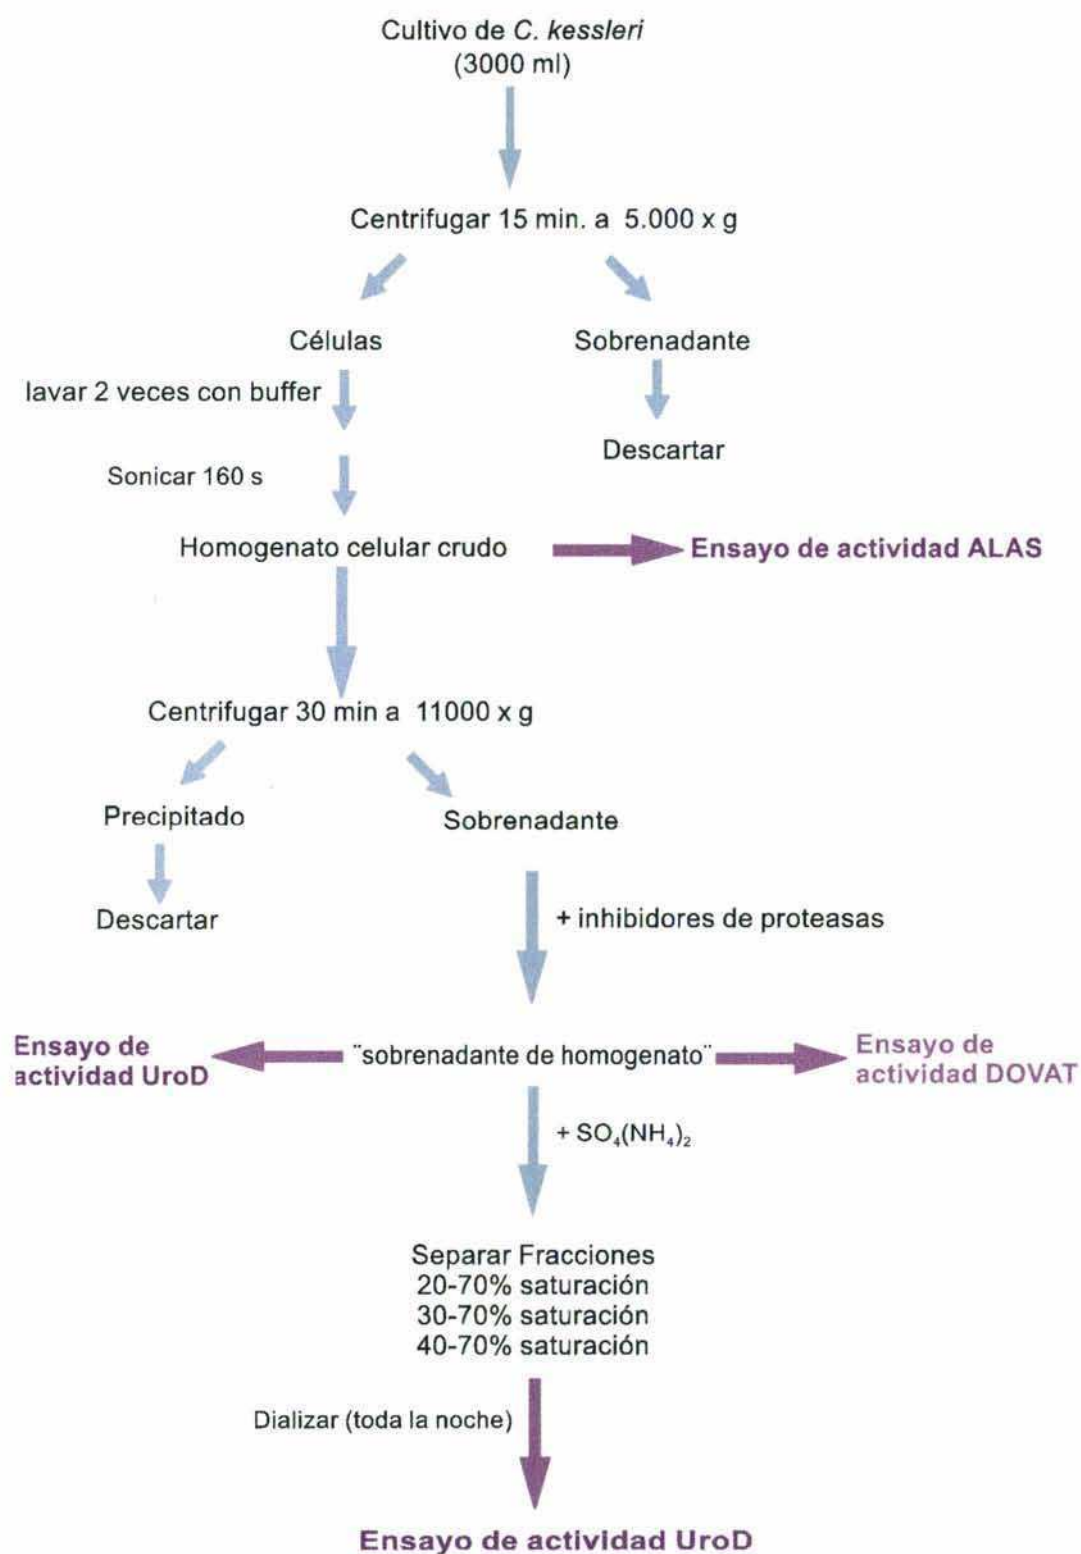 Cultivo de C. kessleri
(3000 ml)
Centrifugar 15 min. a 5.000 x g
Células
Sobrenadante
lavar 2 veces con buffer
Descartar
Sonicar 160 s
Homogenato celular crudo
Ensayo de actividad ALAS
Centrifugar 30 min a 11000 x g
Precipitado
Sobrenadante
Descartar
+ inhibidores de proteasas
Ensayo de
actividad UroD
¨sobrenadante de homogenato¨
Ensayo de
actividad DOVAT
+ SO₄(NH₄)₂
Separar Fracciones
20-70% saturación
30-70% saturación
40-70% saturación
Dializar (toda la noche)
Ensayo de actividad UroD